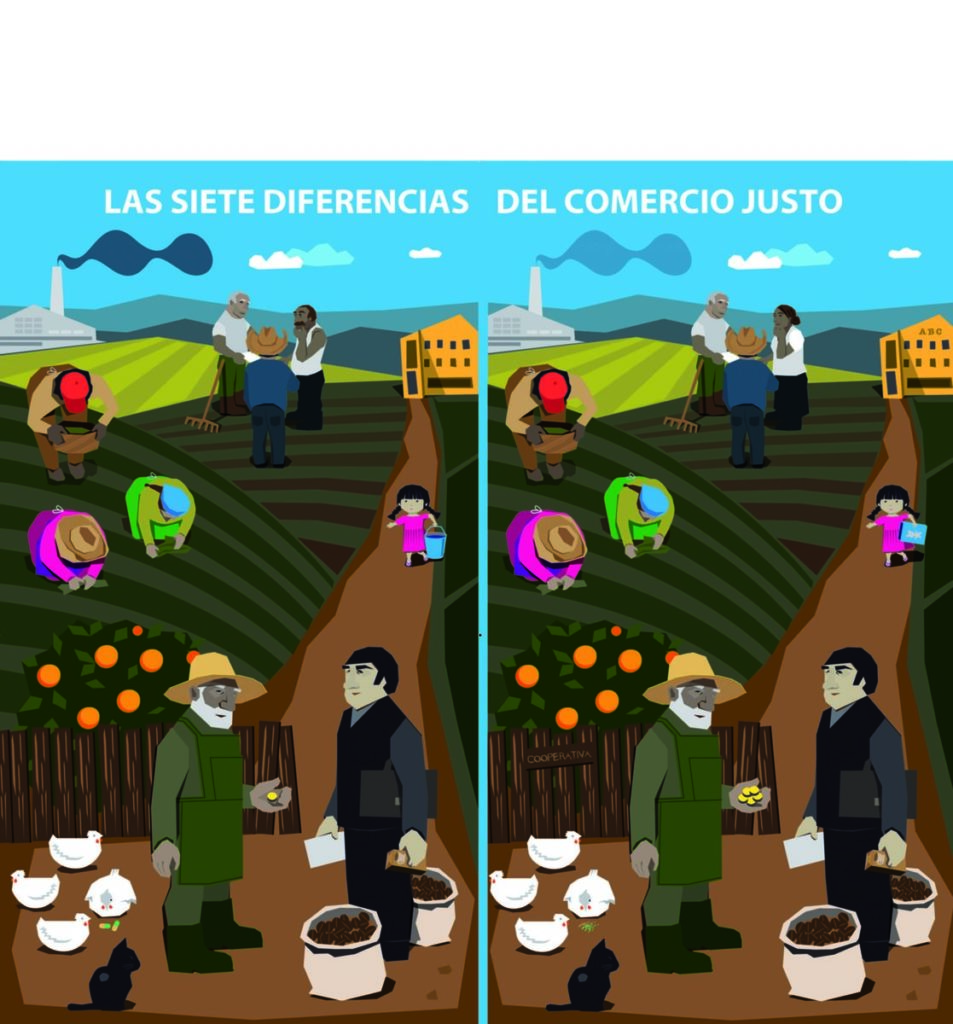 LAS SIETE DIFERENCIAS DEL COMERCIO JUSTO
ABC
COOPERATIVA